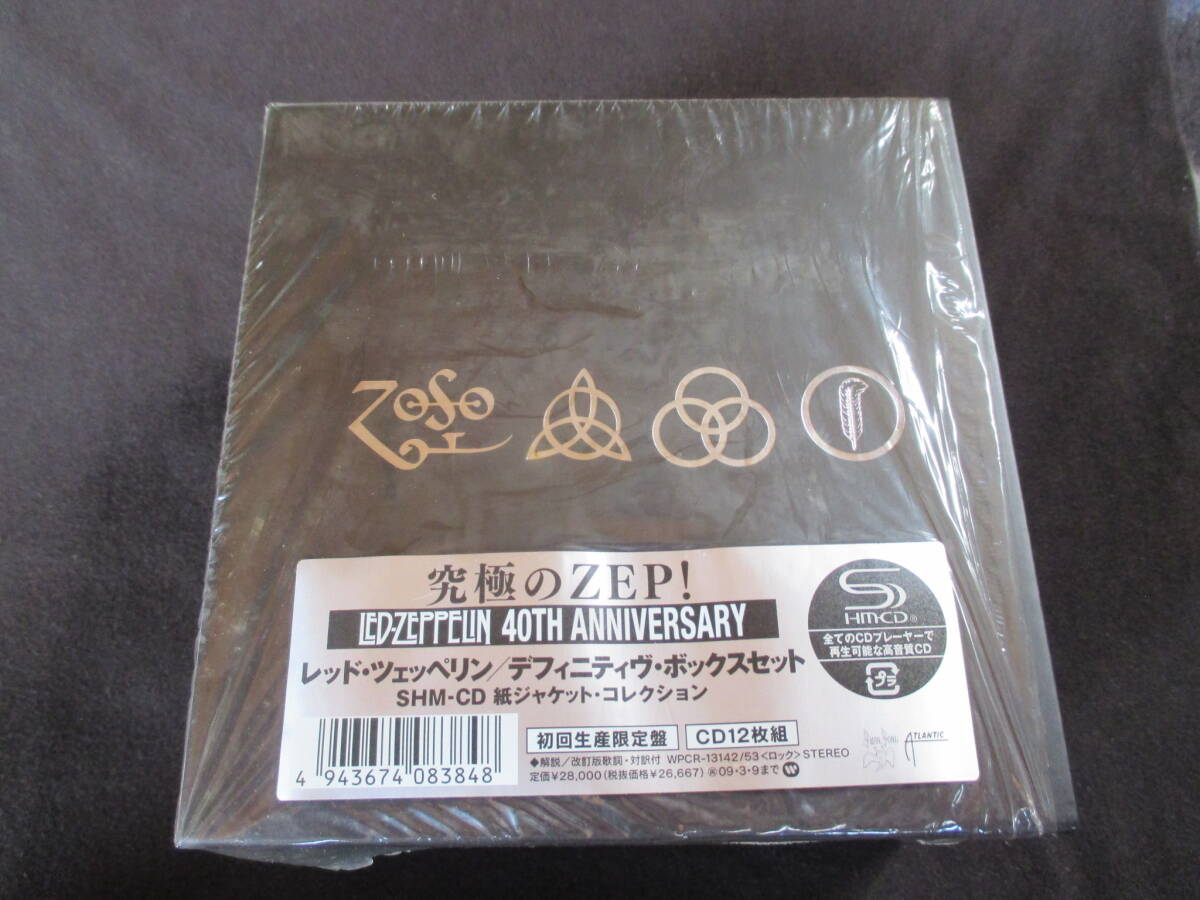 ZoSo
究極のZEP!
LED-ZEPPELIN 40TH ANNIVERSARY
レッド・ツェッペリン/デフィニティヴ・ボックスセット
SHM-CD 紙ジャケット・コレクション
初回生産限定盤 CD12枚組
◆解説/改訂版歌詞・対訳付 WPCR-13142/53<ロック>STEREO
定価¥28,000(税抜価格¥26,667) 09・3・9まで
4 943674 083848
HM-CD®
全てのCDプレーヤーで
再生可能な高音質CD
プラ
SWAN SONG ATLANTIC